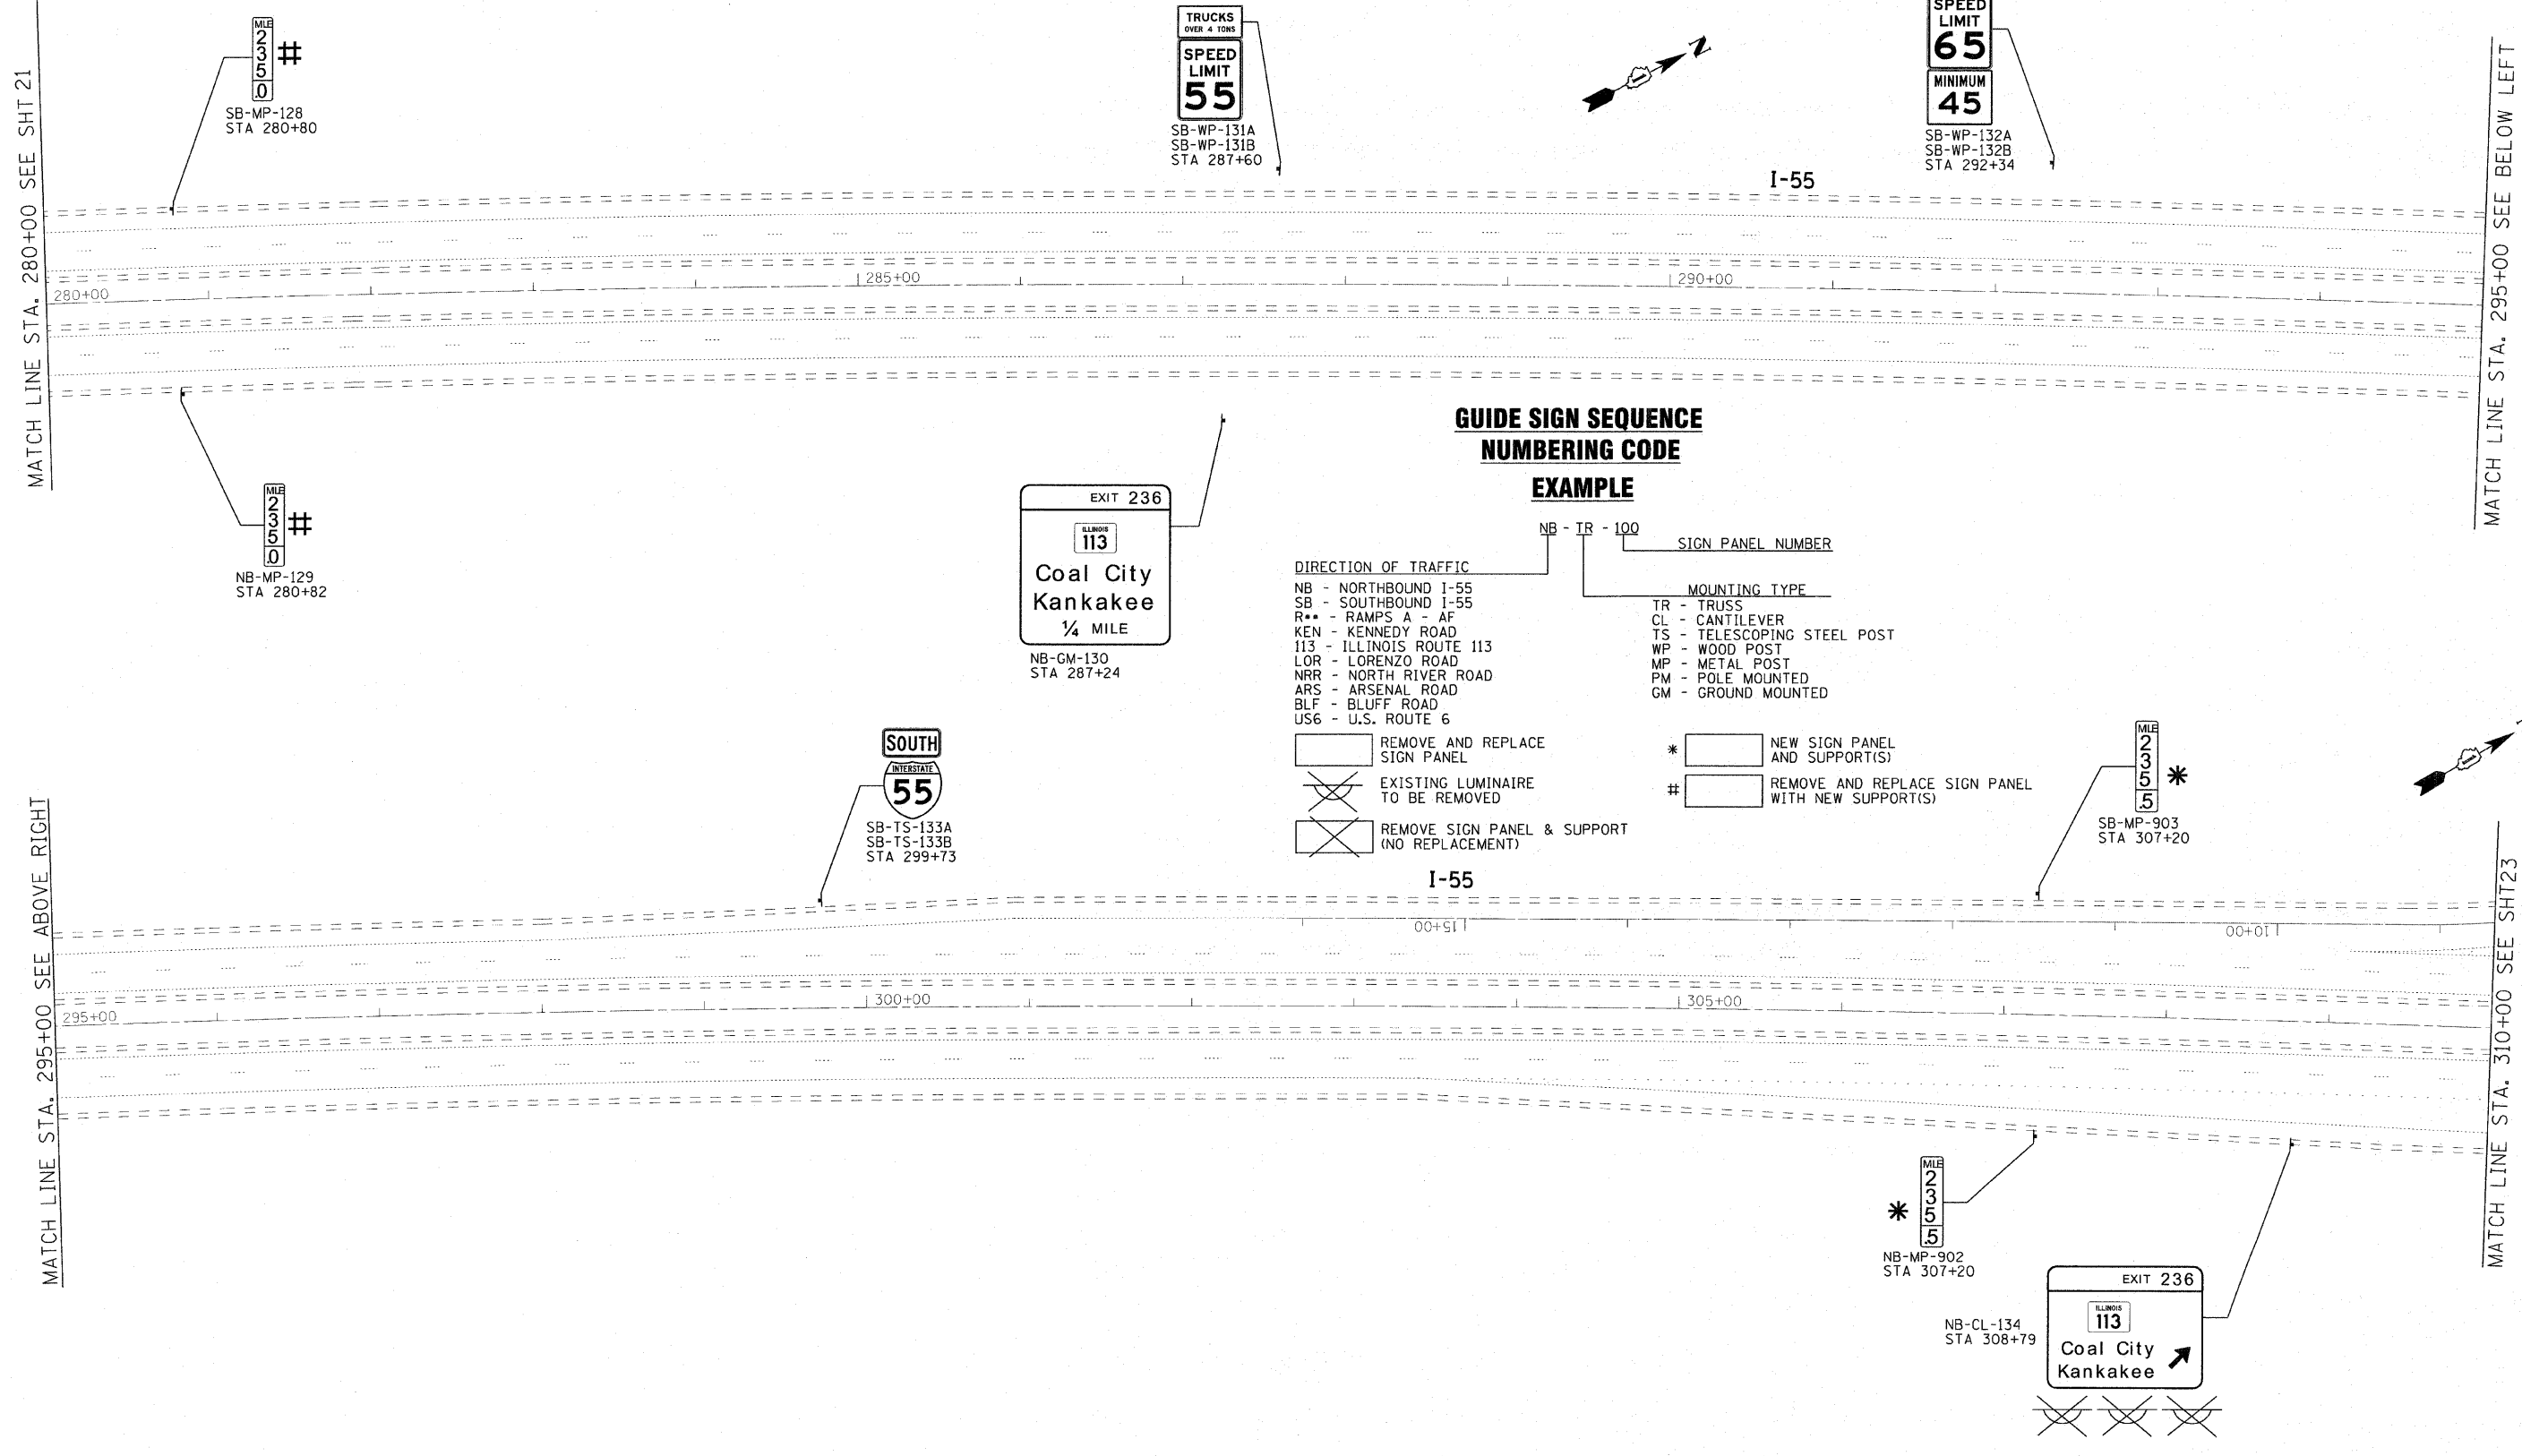 MATCH LINE STA. 280+00 SEE SHT 21
MLE
2
3
5
.0
#
SB-MP-128
STA 280+80
TRUCKS
OVER 4 TONS
SPEED
LIMIT
55
SB-WP-131A
SB-WP-131B
STA 287+60
N
SPEED
LIMIT
65
MINIMUM
45
SB-WP-132A
SB-WP-132B
STA 292+34
I-55
MATCH LINE STA. 295+00 SEE BELOW LEFT
280+00
285+00
290+00
MLE
2
3
5
.0
#
NB-MP-129
STA 280+82
EXIT 236
ILLINOIS
113
Coal City
Kankakee
1/4 MILE
NB-GM-130
STA 287+24
GUIDE SIGN SEQUENCE
NUMBERING CODE
EXAMPLE
NB - TR - 100
SIGN PANEL NUMBER
DIRECTION OF TRAFFIC
NB - NORTHBOUND I-55
SB - SOUTHBOUND I-55
R** - RAMPS A - AF
KEN - KENNEDY ROAD
113 - ILLINOIS ROUTE 113
LOR - LORENZO ROAD
NRR - NORTH RIVER ROAD
ARS - ARSENAL ROAD
BLF - BLUFF ROAD
US6 - U.S. ROUTE 6
MOUNTING TYPE
TR - TRUSS
CL - CANTILEVER
TS - TELESCOPING STEEL POST
WP - WOOD POST
MP - METAL POST
PM - POLE MOUNTED
GM - GROUND MOUNTED
REMOVE AND REPLACE
SIGN PANEL
EXISTING LUMINAIRE
TO BE REMOVED
REMOVE SIGN PANEL & SUPPORT
(NO REPLACEMENT)
*
NEW SIGN PANEL
AND SUPPORT(S)
#
REMOVE AND REPLACE SIGN PANEL
WITH NEW SUPPORT(S)
MATCH LINE STA. 295+00 SEE ABOVE RIGHT
SOUTH
INTERSTATE
55
SB-TS-133A
SB-TS-133B
STA 299+73
I-55
MLE
2
3
5
.5
*
SB-MP-903
STA 307+20
MATCH LINE STA. 310+00 SEE SHT23
15+00
10+00
295+00
300+00
305+00
*
MLE
2
3
5
.5
NB-MP-902
STA 307+20
NB-CL-134
STA 308+79
EXIT 236
ILLINOIS
113
Coal City
Kankakee